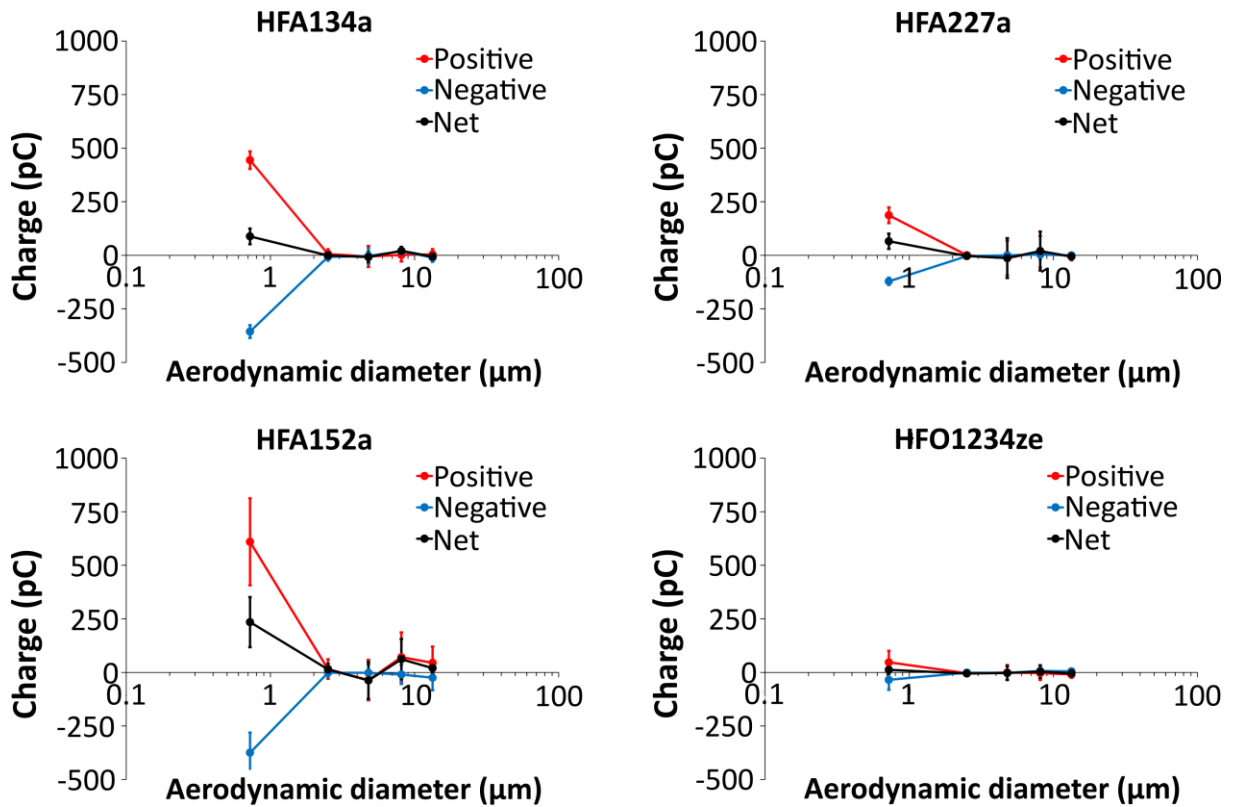 HFA134a
1000
750
500
250
0
-250
-500
Charge (pC)
Positive
Negative
Net
0.1 1 10 100
Aerodynamic diameter (µm)
HFA227a
1000
750
500
250
0
-250
-500
Charge (pC)
Positive
Negative
Net
0.1 1 10 100
Aerodynamic diameter (µm)
HFA152a
1000
750
500
250
0
-250
-500
Charge (pC)
Positive
Negative
Net
0.1 1 10 100
Aerodynamic diameter (µm)
HFO1234ze
1000
750
500
250
0
-250
-500
Charge (pC)
Positive
Negative
Net
0.1 1 10 100
Aerodynamic diameter (µm)